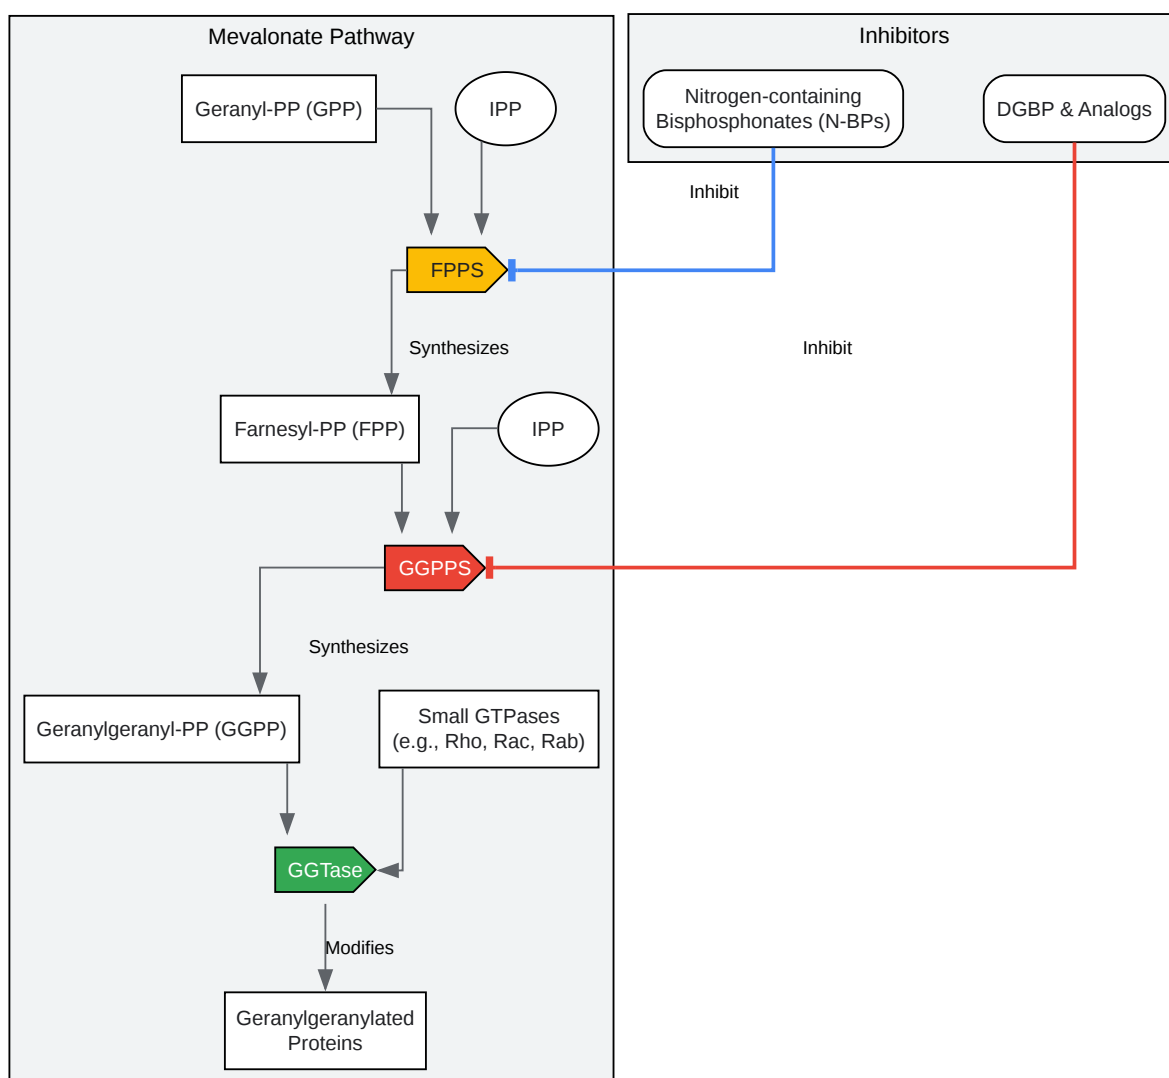 Mevalonate Pathway
Inhibitors
Geranyl-PP (GPP)
IPP
Nitrogen-containing
Bisphosphonates (N-BPs)
DGBP & Analogs
Inhibit
FPPS
Synthesizes
Inhibit
Farnesyl-PP (FPP)
IPP
GGPPS
Synthesizes
Geranylgeranyl-PP (GGPP)
Small GTPases
(e.g., Rho, Rac, Rab)
GGTase
Modifies
Geranylgeranylated
Proteins